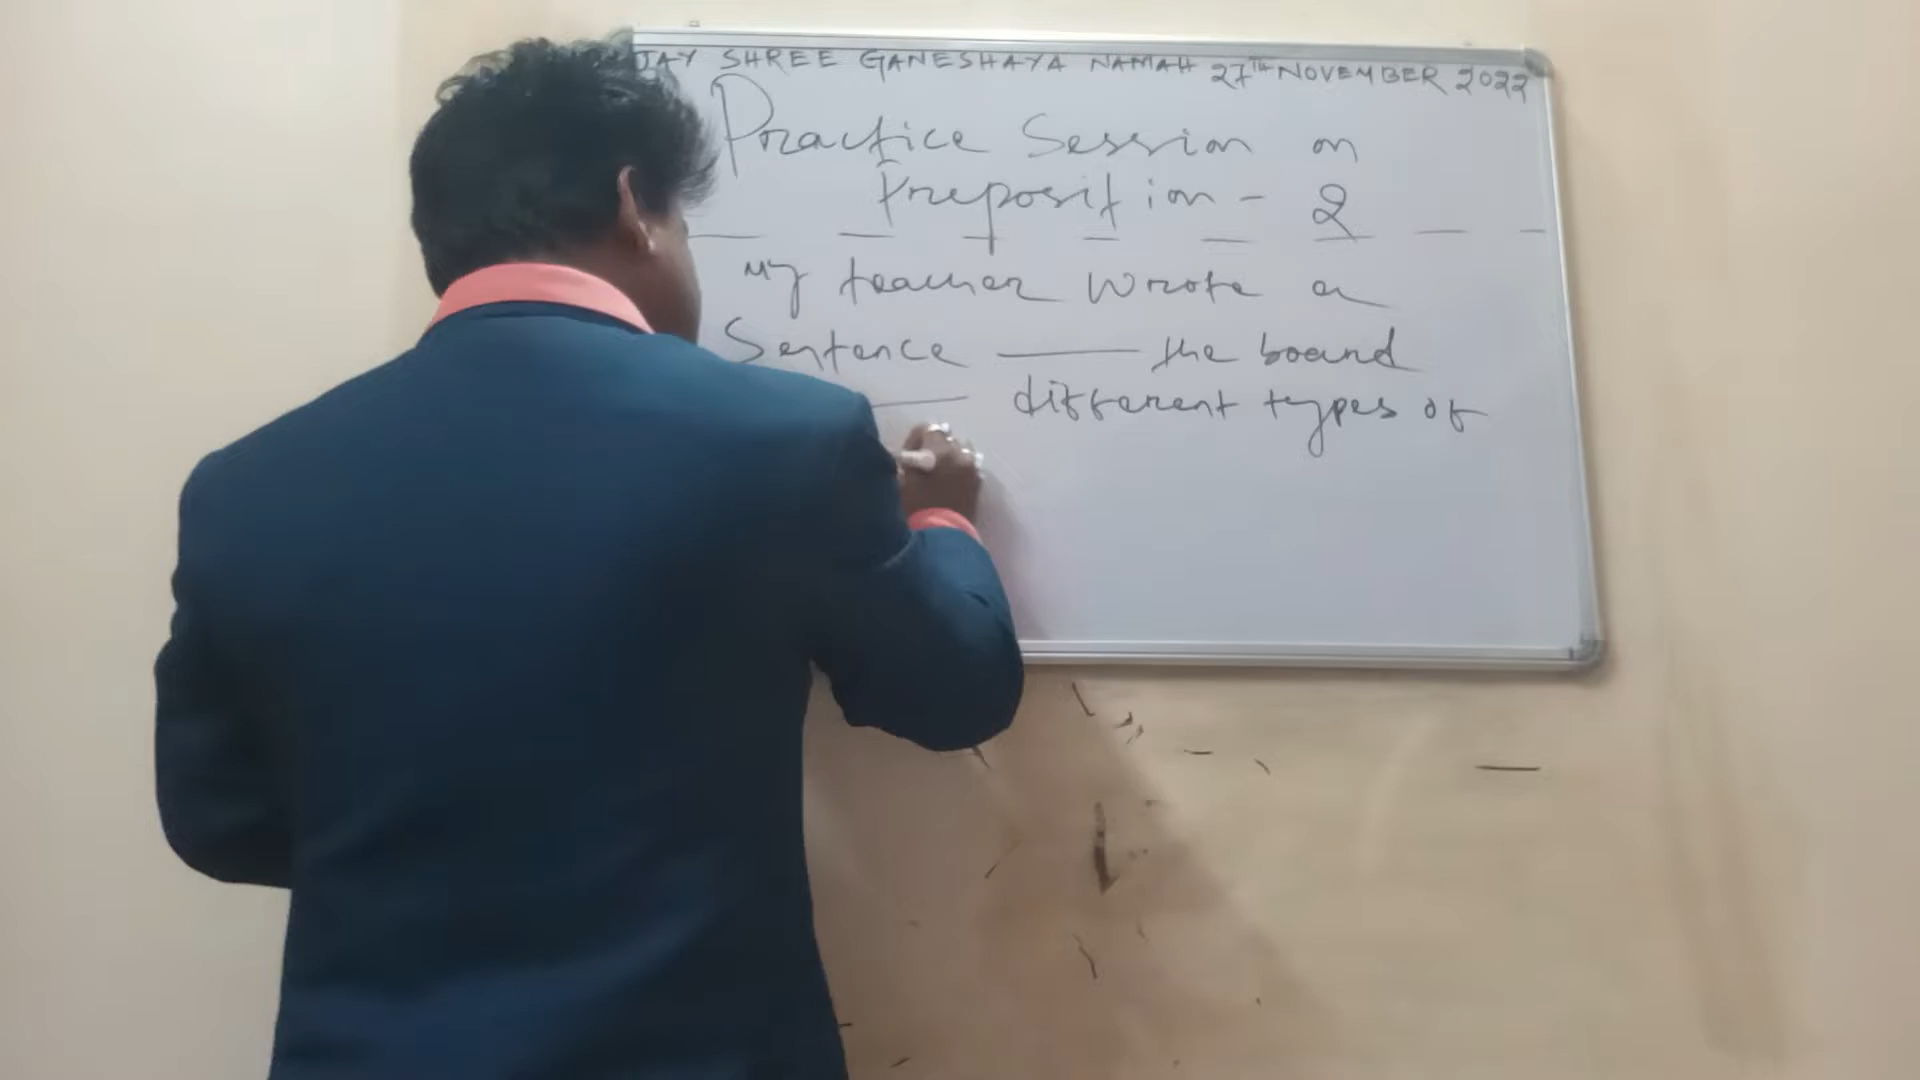 JAY SHREE GANESHAYA NAMAH 27TH NOVEMBER 2022
Practice Session on
Preposition - 2
My teacher wrote a
Sentence ——— the board
——— different types of